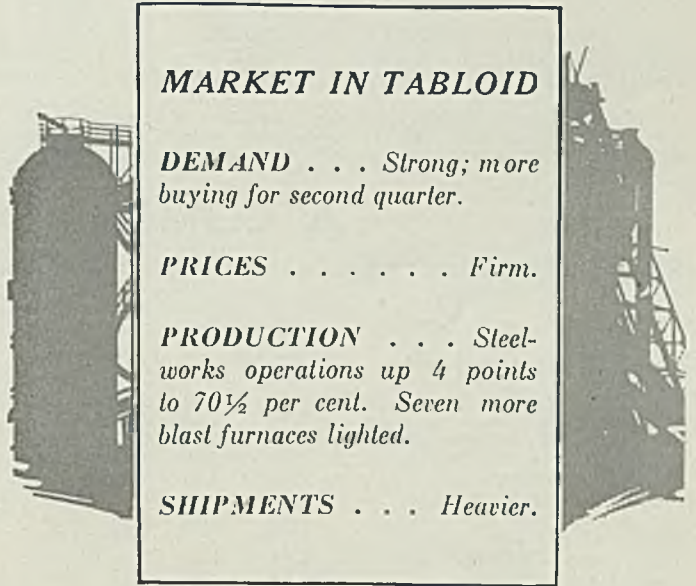 MARKET IN TABLOID
DEMAND . . . Strong; more
buying for second quarter.
PRICES . . . . . . Firm.
PRODUCTION . . . Steel-
works operations up 4 points
to 70½ per cent. Seven more
blast furnaces lighted.
SHIPMENTS . . . Heavier.